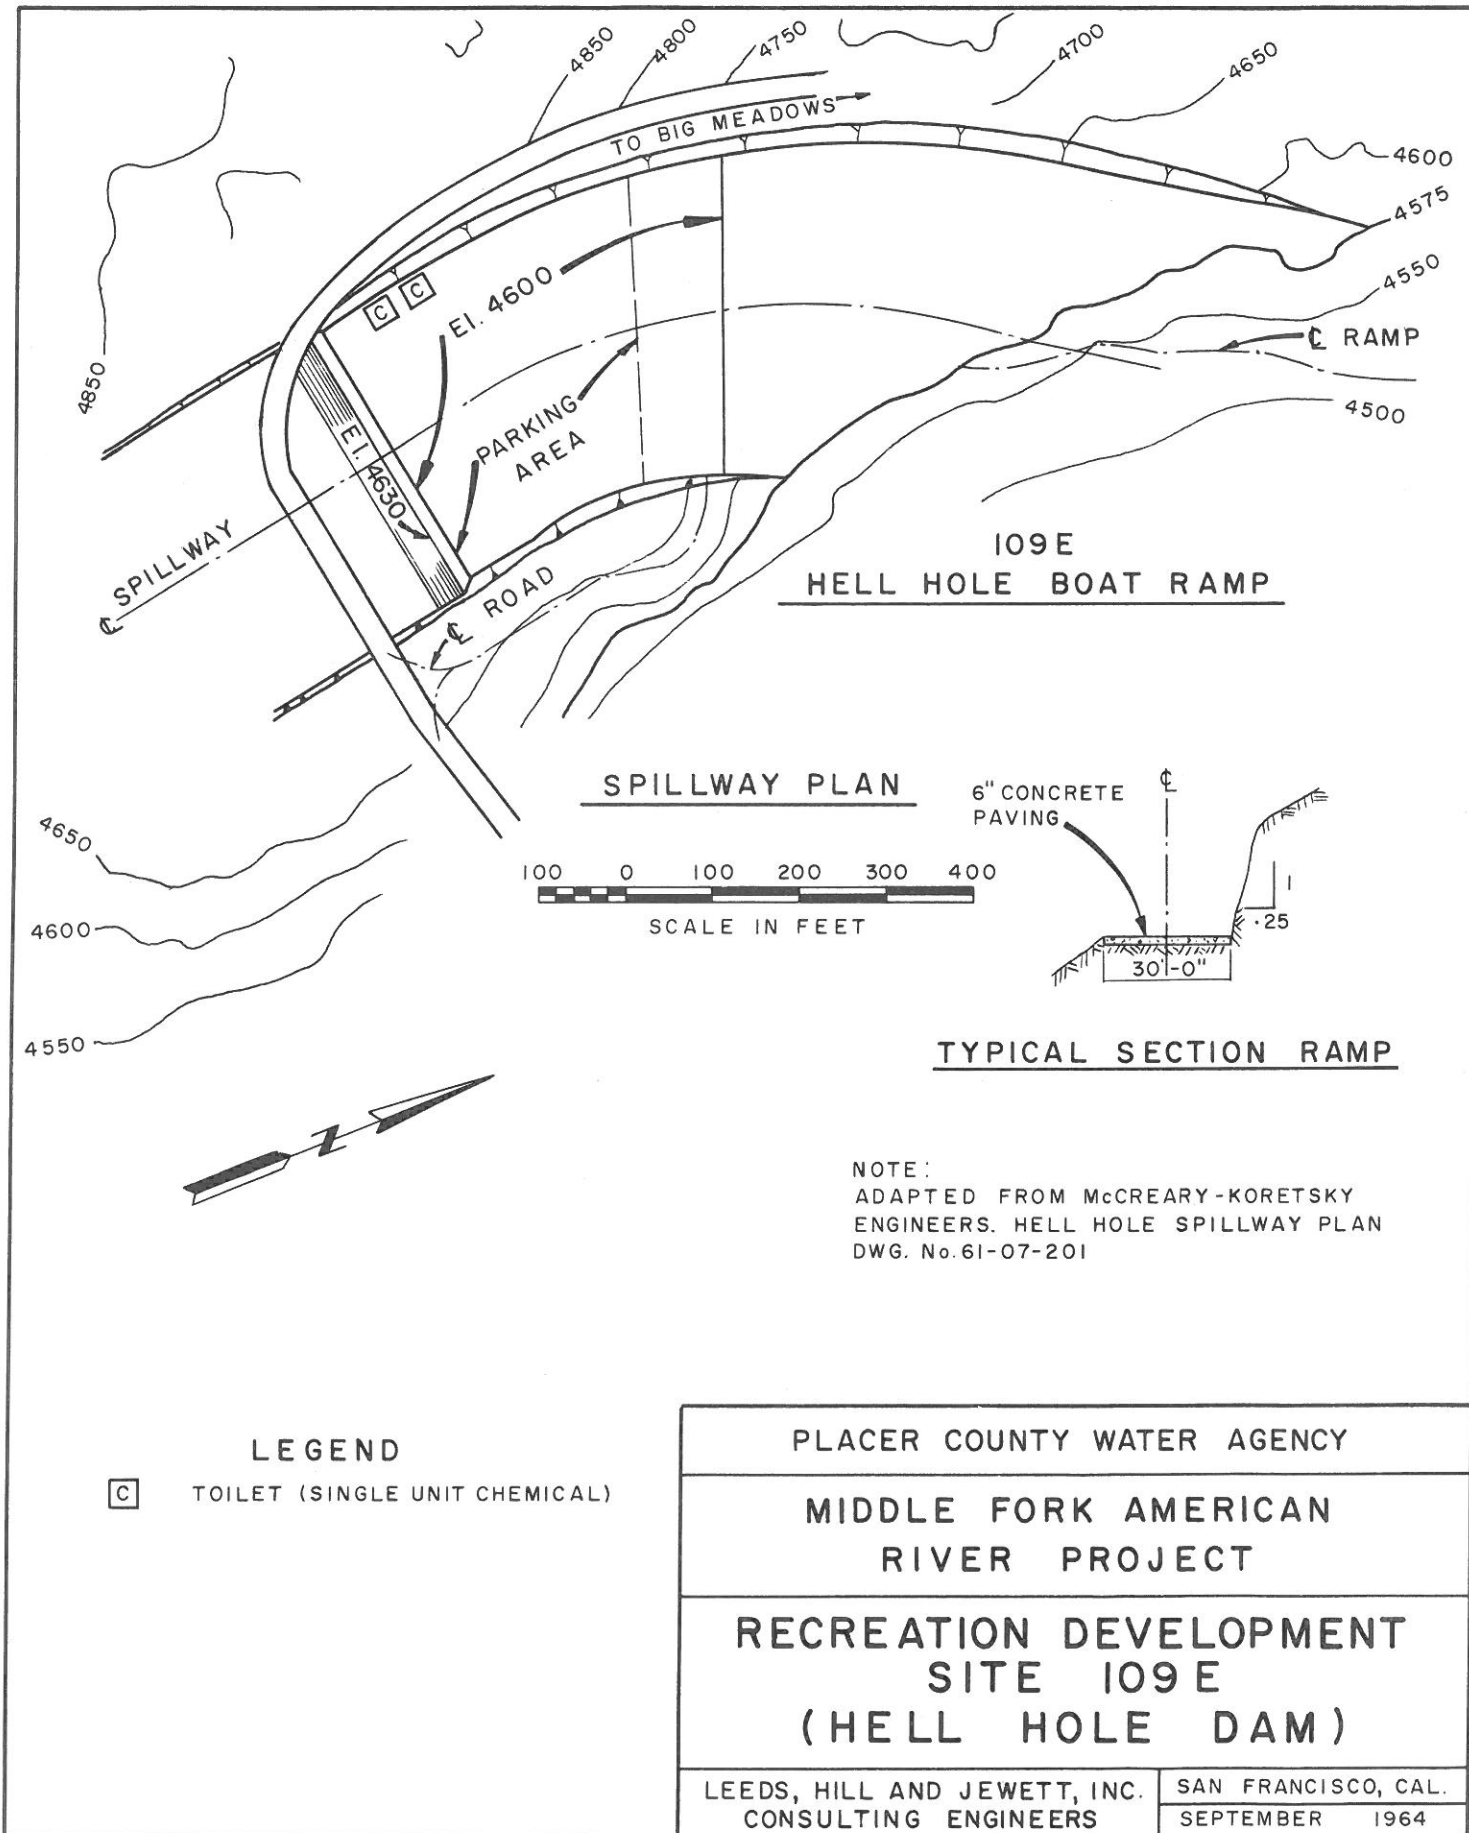 4850
4800
4750
4700
4650
TO BIG MEADOWS
4600
4575
4550
C
C
El. 4600
℄ RAMP
4850
4500
PARKING
AREA
El. 4630
℄ SPILLWAY
℄ ROAD
109E
HELL HOLE BOAT RAMP
SPILLWAY PLAN
6" CONCRETE
PAVING
℄
4650
100 0 100 200 300 400
SCALE IN FEET
1
.25
4600
30'-0"
4550
TYPICAL SECTION RAMP
N
NOTE:
ADAPTED FROM McCREARY-KORETSKY
ENGINEERS. HELL HOLE SPILLWAY PLAN
DWG. No. 61-07-201
LEGEND
C TOILET (SINGLE UNIT CHEMICAL)
PLACER COUNTY WATER AGENCY
MIDDLE FORK AMERICAN
RIVER PROJECT
RECREATION DEVELOPMENT
SITE 109 E
(HELL HOLE DAM)
LEEDS, HILL AND JEWETT, INC.
CONSULTING ENGINEERS
SAN FRANCISCO, CAL.
SEPTEMBER 1964